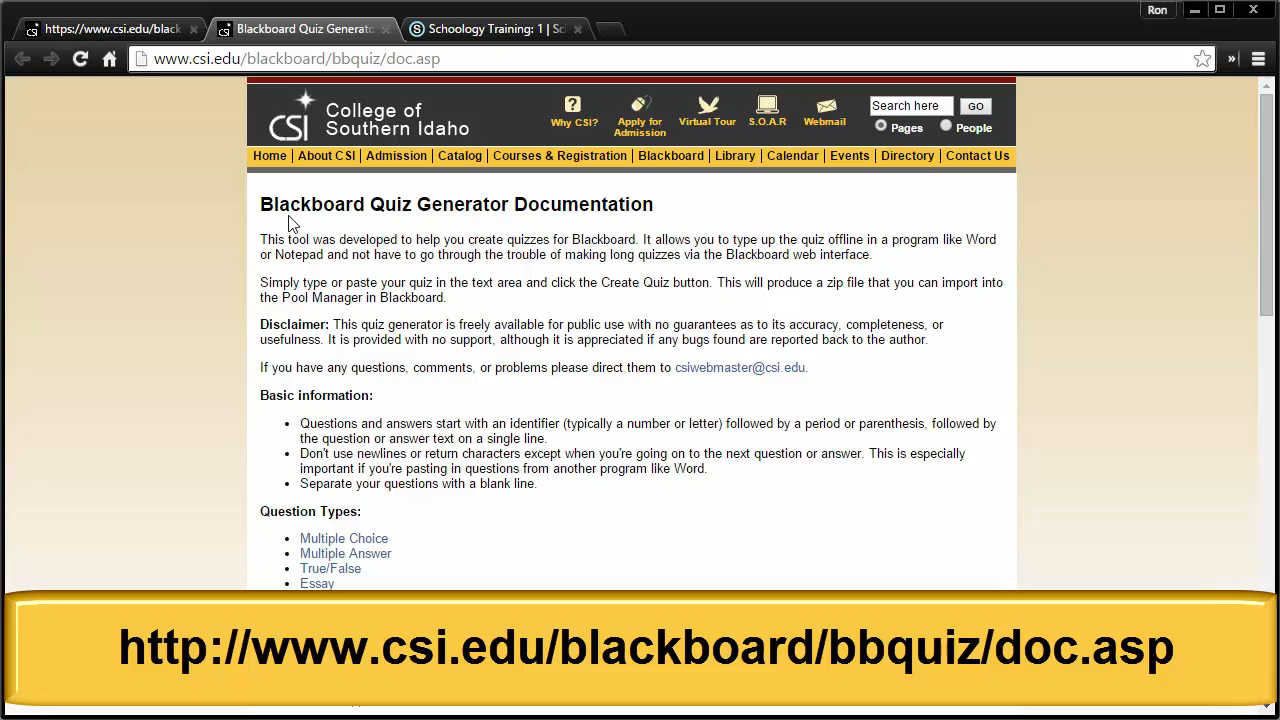 Ron
https://www.csi.edu/black
Blackboard Quiz Generato
Schoology Training: 1 | Sc
www.csi.edu/blackboard/bbquiz/doc.asp
»
CSI
College of
Southern Idaho
?
Why CSI?
Apply for
Admission
Virtual Tour
S.O.A.R
Webmail
Search here
GO
Pages
People
Home | About CSI | Admission | Catalog | Courses & Registration | Blackboard | Library | Calendar | Events | Directory | Contact Us
Blackboard Quiz Generator Documentation
This tool was developed to help you create quizzes for Blackboard. It allows you to type up the quiz offline in a program like Word
or Notepad and not have to go through the trouble of making long quizzes via the Blackboard web interface.
Simply type or paste your quiz in the text area and click the Create Quiz button. This will produce a zip file that you can import into
the Pool Manager in Blackboard.
Disclaimer: This quiz generator is freely available for public use with no guarantees as to its accuracy, completeness, or
usefulness. It is provided with no support, although it is appreciated if any bugs found are reported back to the author.
If you have any questions, comments, or problems please direct them to csiwebmaster@csi.edu.
Basic information:
• Questions and answers start with an identifier (typically a number or letter) followed by a period or parenthesis, followed by
the question or answer text on a single line.
• Don't use newlines or return characters except when you're going on to the next question or answer. This is especially
important if you're pasting in questions from another program like Word.
• Separate your questions with a blank line.
Question Types:
• Multiple Choice
• Multiple Answer
• True/False
• Essay
http://www.csi.edu/blackboard/bbquiz/doc.asp